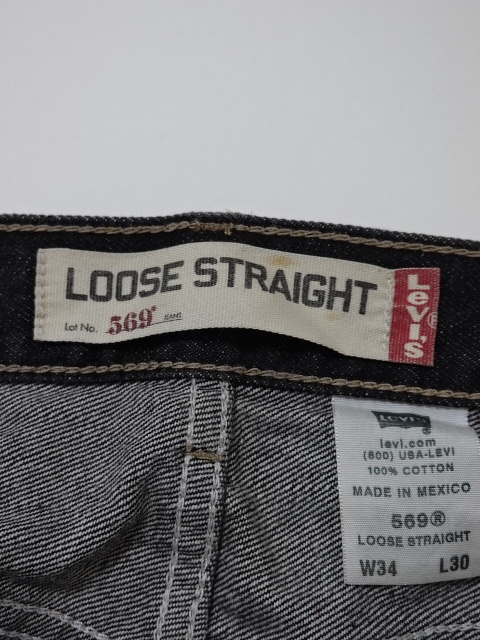 LOOSE STRAIGHT
Lot No. 569® JEANS
Levi's®
LEVI'S
levi.com
(800) USA-LEVI
100% COTTON
MADE IN MEXICO
569®
LOOSE STRAIGHT
W34 L30